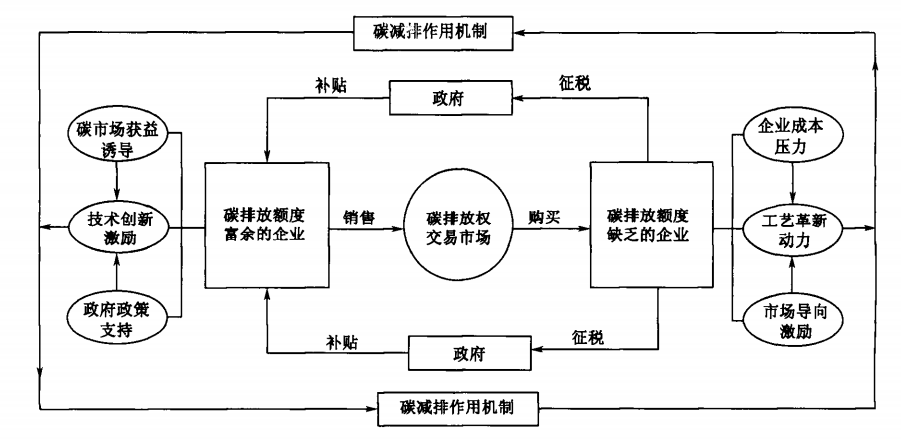 碳减排作用机制
补贴
政府
征税
碳市场获益
诱导
企业成本
压力
技术创新
激励
碳排放额度
富余的企业
销售
碳排放权
交易市场
购买
碳排放额度
缺乏的企业
工艺革新
动力
政府政策
支持
市场导向
激励
补贴
政府
征税
碳减排作用机制